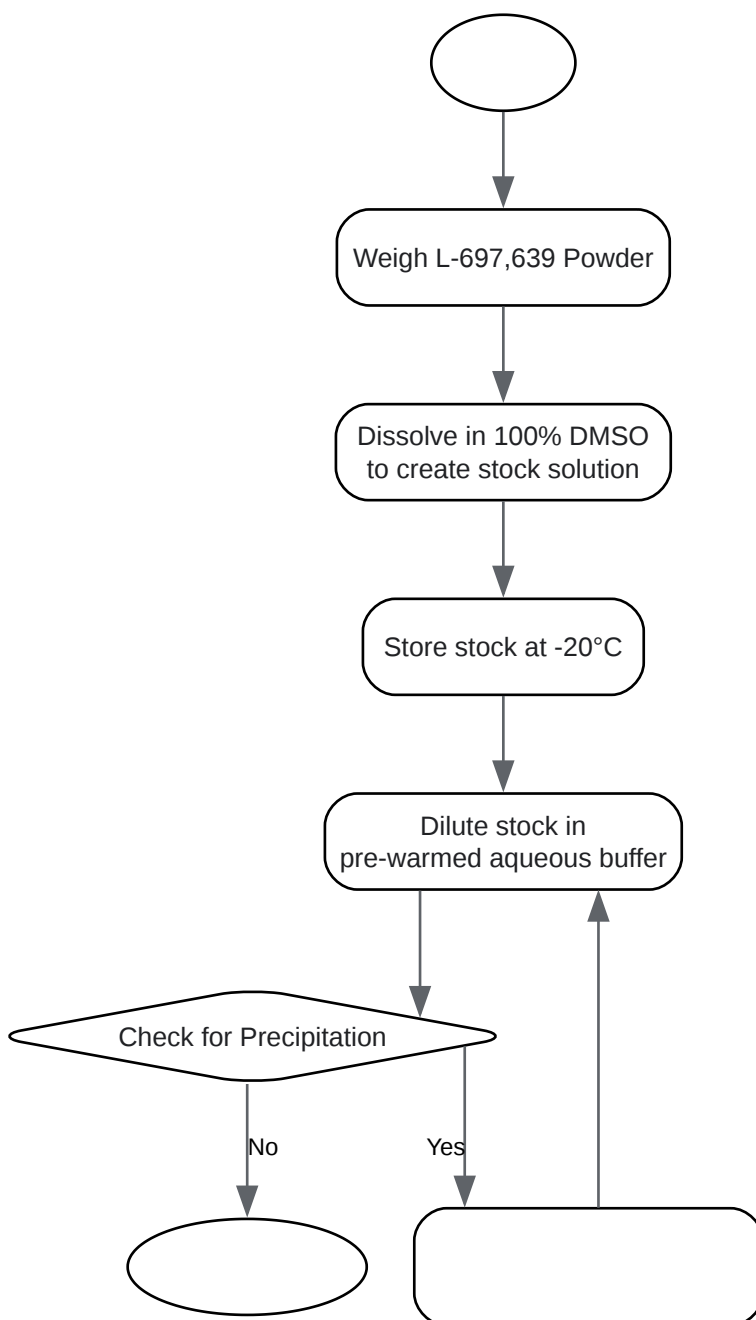 Weigh L-697,639 Powder
Dissolve in 100% DMSO
to create stock solution
Store stock at -20°C
Dilute stock in
pre-warmed aqueous buffer
Check for Precipitation
No
Yes